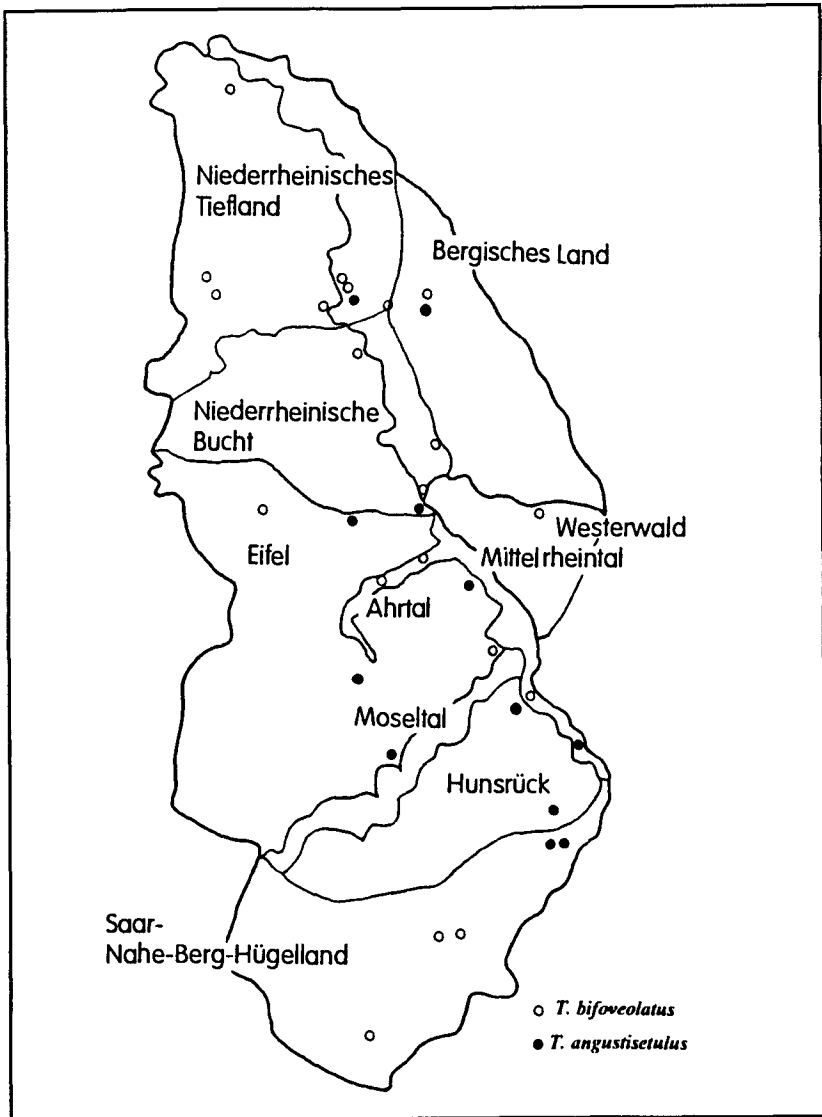 Niederrheinisches
Tiefland
Bergisches Land
Niederrheinische
Bucht
Westerwald
Eifel
Mittelrheintal
Ahrtal
Moseltal
Hunsrück
Saar-
Nahe-Berg-Hügelland
T. bifoveolatus
T. angustisetulus